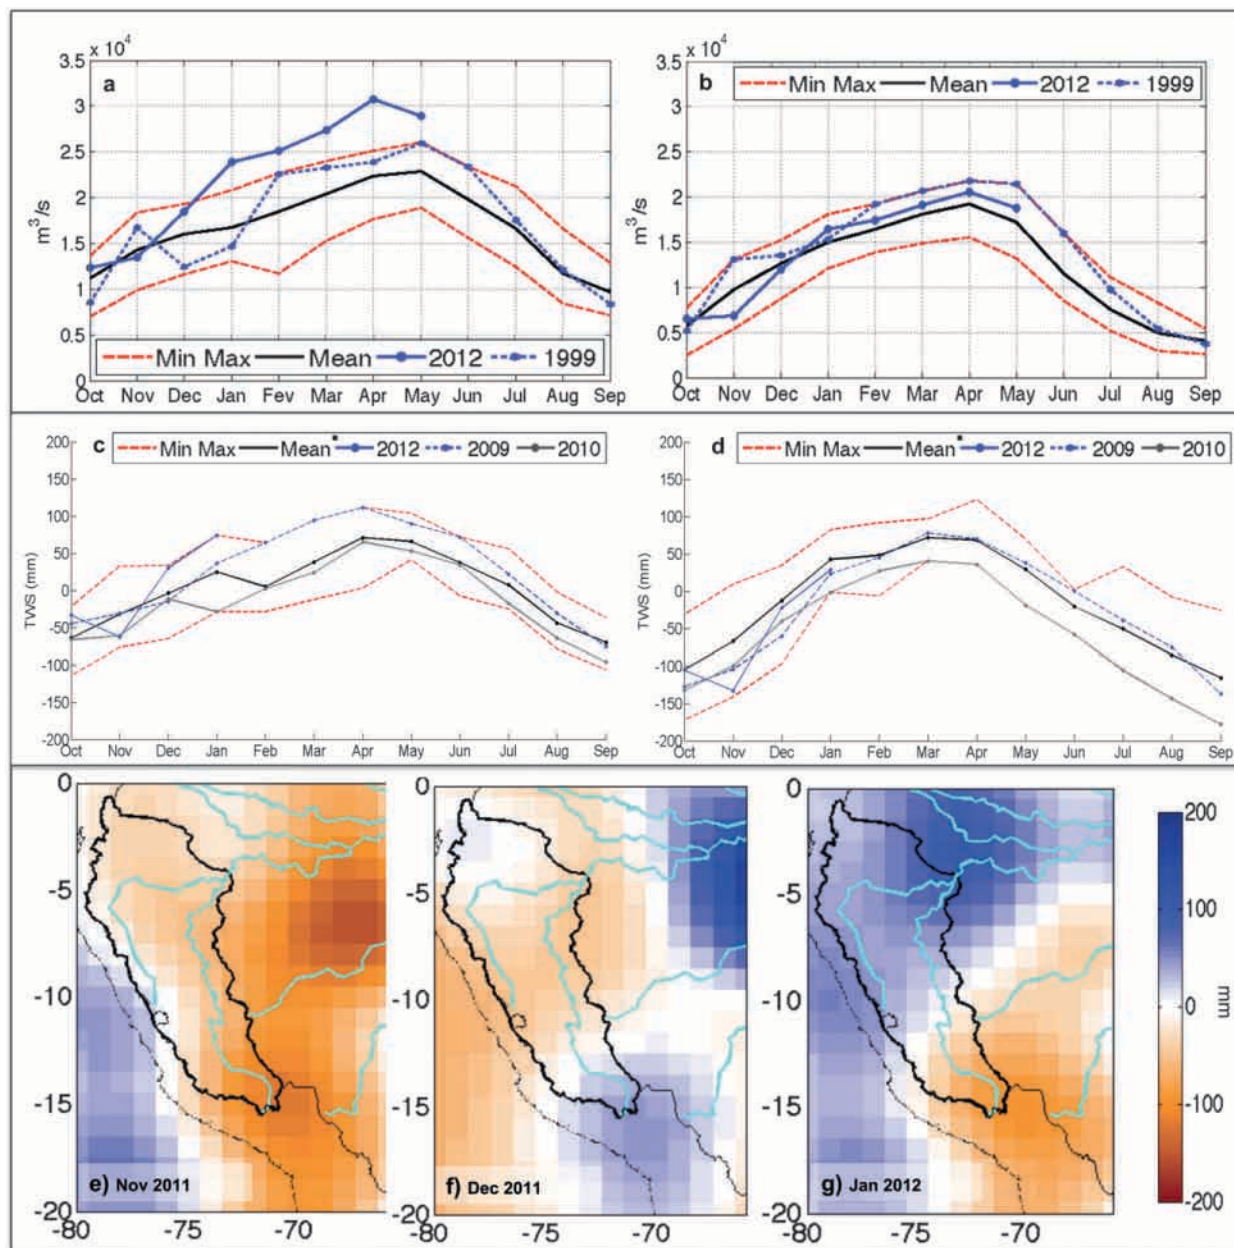 x 10⁴
a
3.5
3
2.5
2
1.5
1
0.5
0
m³/s
Min Max Mean 2012 1999
Oct Nov Dec Jan Fev Mar Apr May Jun Jul Aug Sep
x 10⁴
b
Min Max Mean 2012 1999
3.5
3
2.5
2
1.5
1
0.5
0
Oct Nov Dec Jan Fev Mar Apr May Jun Jul Aug Sep
c
Min Max Mean 2012 2009 2010
200
150
100
50
0
-50
-100
-150
-200
TWS (mm)
Oct Nov Dec Jan Feb Mar Apr May Jun Jul Aug Sep
d
Min Max Mean 2012 2009 2010
200
150
100
50
0
-50
-100
-150
-200
TWS (mm)
Oct Nov Dec Jan Feb Mar Apr May Jun Jul Aug Sep
0
-5
-10
-15
-20
e) Nov 2011
-80 -75 -70
0
-5
-10
-15
-20
f) Dec 2011
-80 -75 -70
0
-5
-10
-15
-20
g) Jan 2012
-80 -75 -70
200
100
0
-100
-200
mm